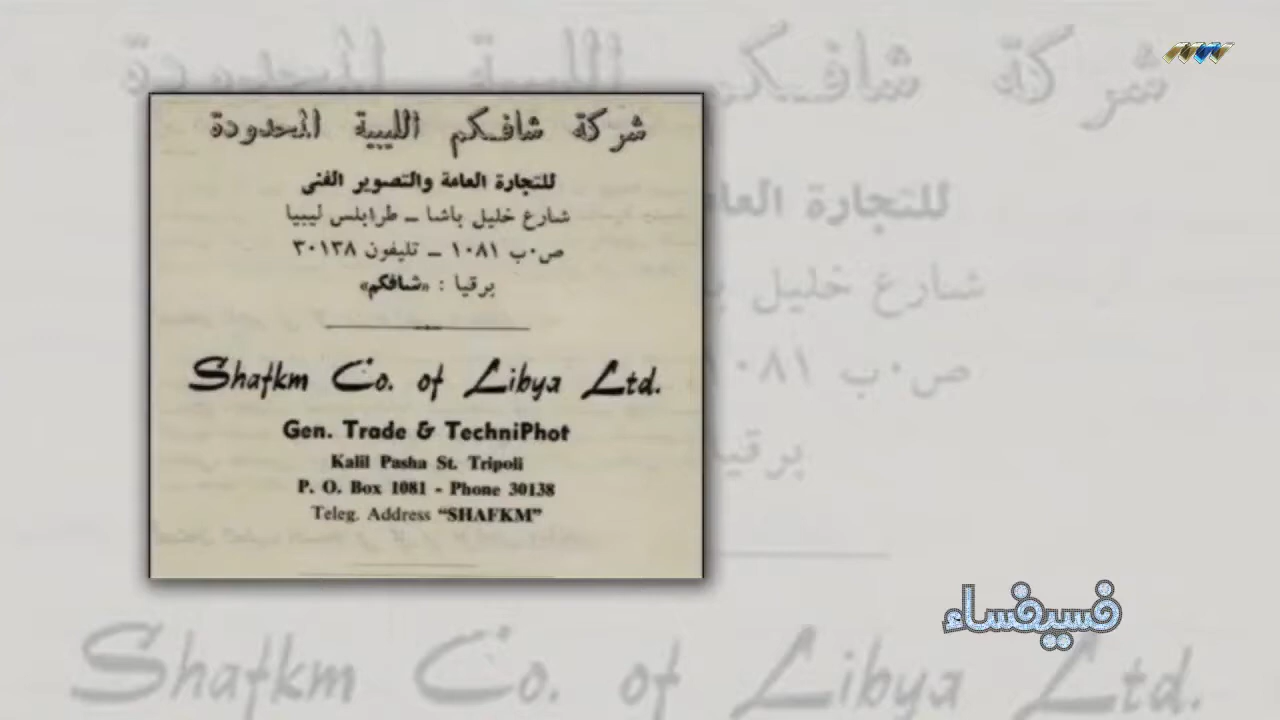 شركة شافكم الليبية المحدودة
للتجارة العامة والتصوير الفنى
شارع خليل باشا ـ طرابلس ليبيا
ص٠ب ١٠٨١ ـ تليفون ٣٠١٣٨
برقيا : «شافكم»
Shafkm Co. of Libya Ltd.
Gen. Trade & TechniPhot
Kalil Pasha St. Tripoli
P. O. Box 1081 - Phone 30138
Teleg. Address “SHAFKM”
فسيفساء